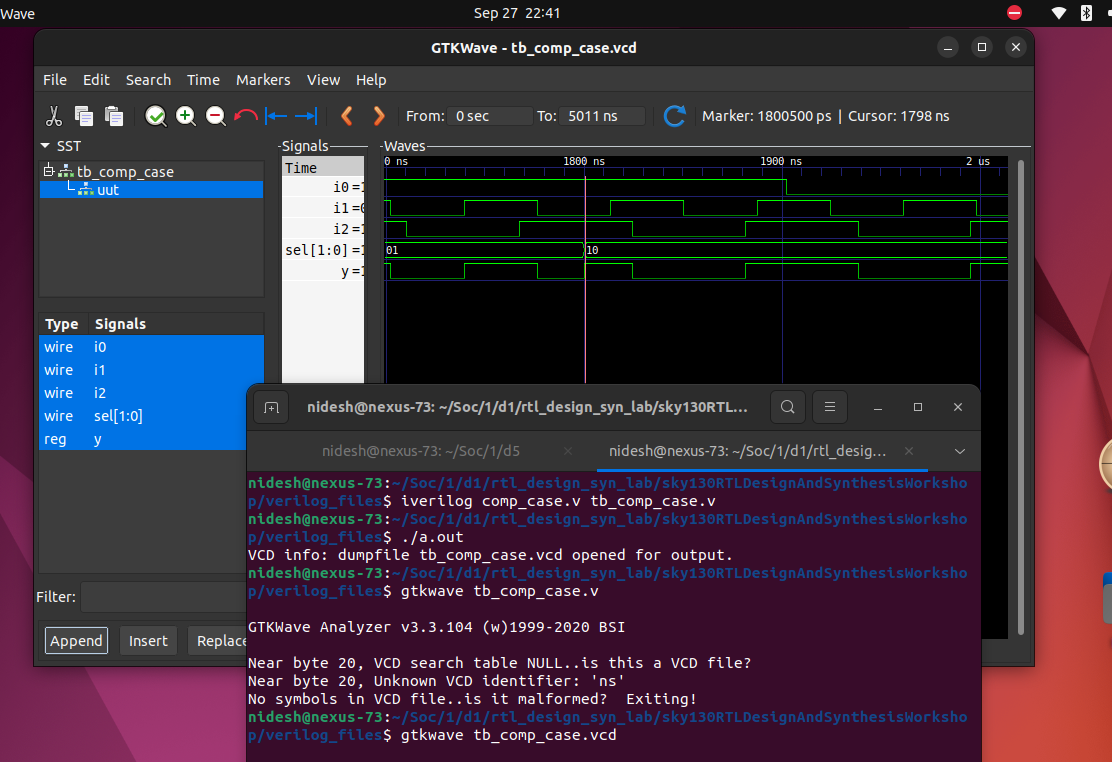 Wave
Sep 27 22:41
GTKWave - tb_comp_case.vcd
File Edit Search Time Markers View Help
From: 0 sec To: 5011 ns Marker: 1800500 ps | Cursor: 1798 ns
SST
tb_comp_case
uut
Signals
Time
i0 =
i1 =
i2 =
sel[1:0] =
y =
Waves
0 ns 1800 ns 1900 ns 2 us
01 10
Type Signals
wire i0
wire i1
wire i2
wire sel[1:0]
reg y
Filter:
Append Insert Replace
nidesh@nexus-73: ~/Soc/1/d1/rtl_design_syn_lab/sky130RTL...
nidesh@nexus-73: ~/Soc/1/d5 nidesh@nexus-73: ~/Soc/1/d1/rtl_desig...
nidesh@nexus-73:~/Soc/1/d1/rtl_design_syn_lab/sky130RTLDesignAndSynthesisWorksho
p/verilog_files$ iverilog comp_case.v tb_comp_case.v
nidesh@nexus-73:~/Soc/1/d1/rtl_design_syn_lab/sky130RTLDesignAndSynthesisWorksho
p/verilog_files$ ./a.out
VCD info: dumpfile tb_comp_case.vcd opened for output.
nidesh@nexus-73:~/Soc/1/d1/rtl_design_syn_lab/sky130RTLDesignAndSynthesisWorksho
p/verilog_files$ gtkwave tb_comp_case.v
GTKWave Analyzer v3.3.104 (w)1999-2020 BSI
Near byte 20, VCD search table NULL..is this a VCD file?
Near byte 20, Unknown VCD identifier: 'ns'
No symbols in VCD file..is it malformed?  Exiting!
nidesh@nexus-73:~/Soc/1/d1/rtl_design_syn_lab/sky130RTLDesignAndSynthesisWorksho
p/verilog_files$ gtkwave tb_comp_case.vcd